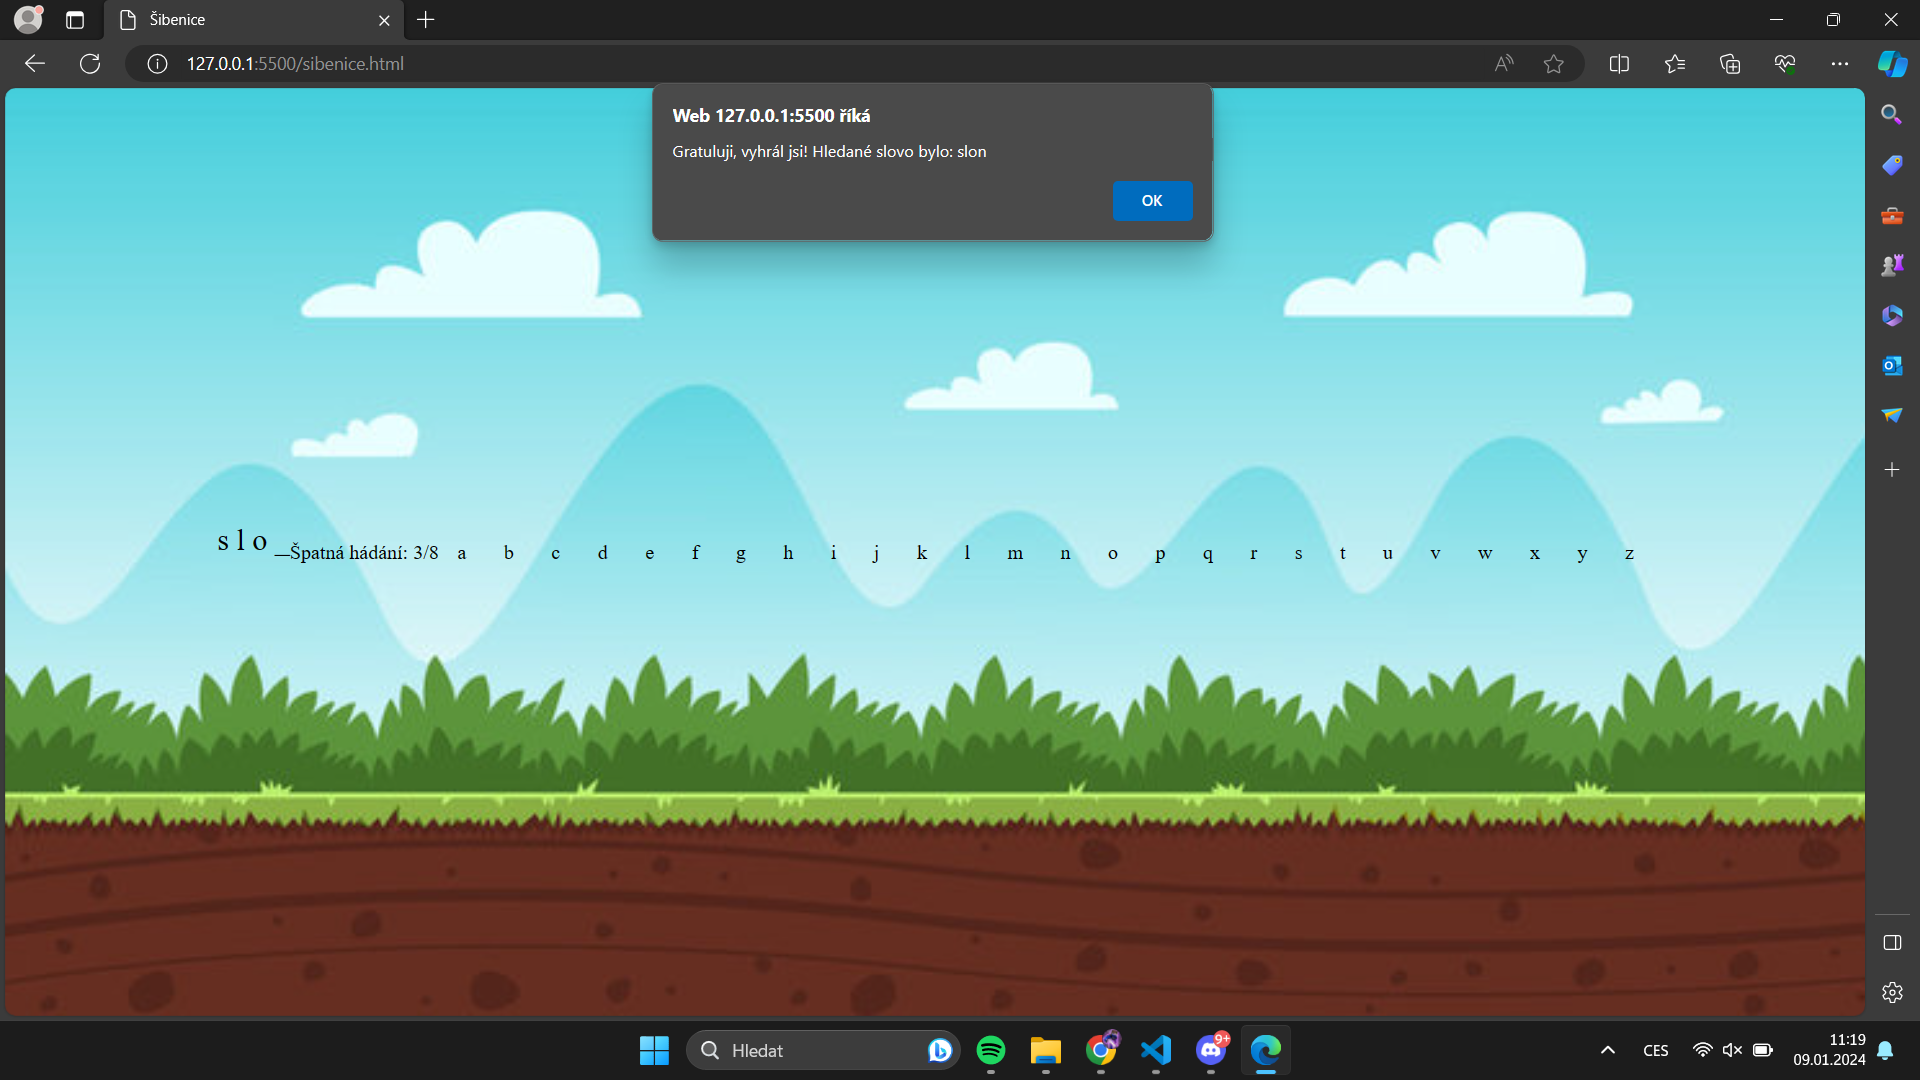 Šibenice
127.0.0.1:5500/sibenice.html
Web 127.0.0.1:5500 říká
Gratuluji, vyhrál jsi! Hledané slovo bylo: slon
OK
s l o _ Špatná hádání: 3/8 a b c d e f g h i j k l m n o p q r s t u v w x y z
Hledat
9+
CES
11:19
09.01.2024